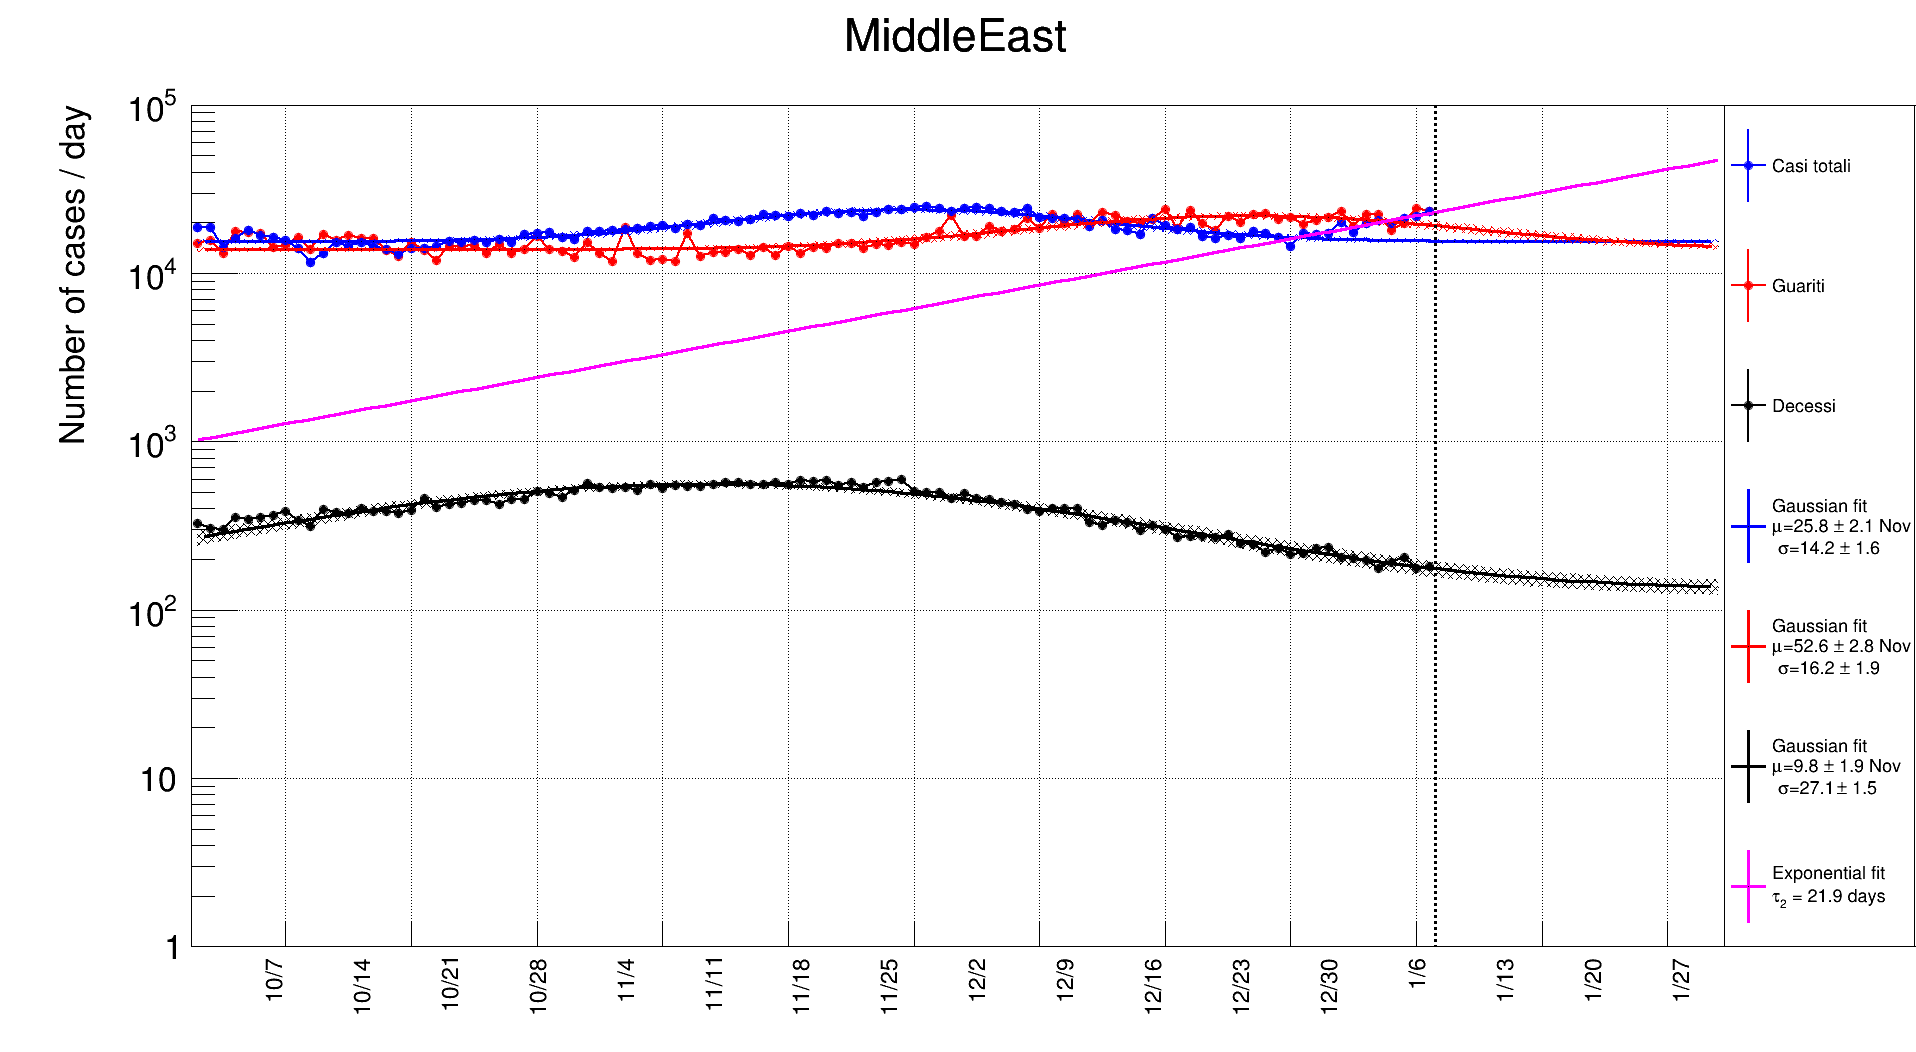 MiddleEast
Number of cases / day
10^5
10^4
10^3
10^2
10
1
10/7
10/14
10/21
10/28
11/4
11/11
11/18
11/25
12/2
12/9
12/16
12/23
12/30
1/6
1/13
1/20
1/27
Casi totali
Guariti
Decessi
Gaussian fit
μ=25.8 ± 2.1 Nov
σ=14.2 ± 1.6
Gaussian fit
μ=52.6 ± 2.8 Nov
σ=16.2 ± 1.9
Gaussian fit
μ=9.8 ± 1.9 Nov
σ=27.1 ± 1.5
Exponential fit
τ₂ = 21.9 days